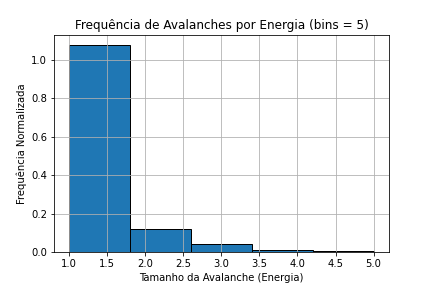 Frequência de Avalanches por Energia (bins = 5)
Frequência Normalizada
1.0
0.8
0.6
0.4
0.2
0.0
1.0 1.5 2.0 2.5 3.0 3.5 4.0 4.5 5.0
Tamanho da Avalanche (Energia)